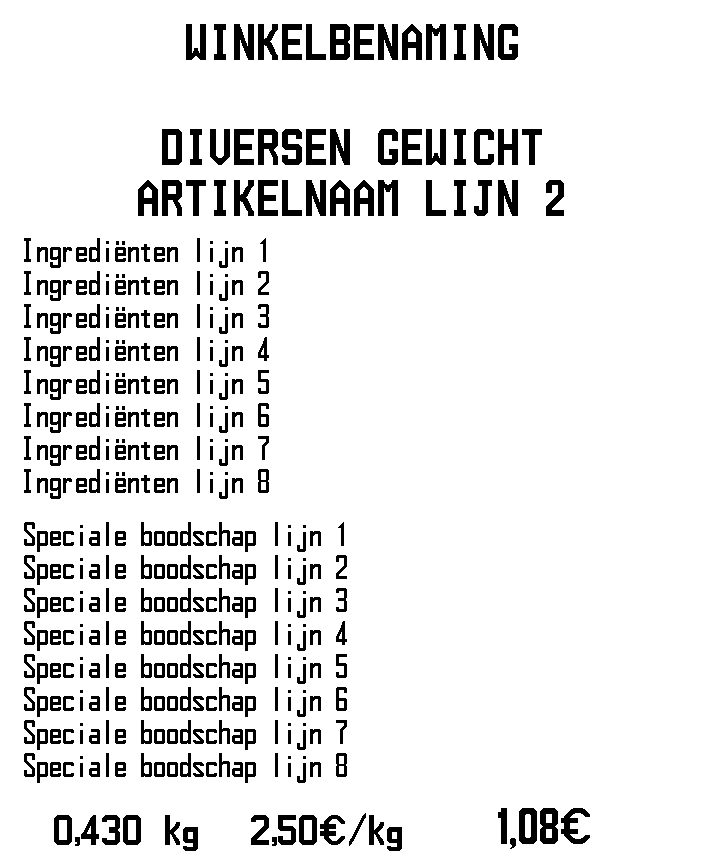 WINKELBENAMING
DIVERSEN GEWICHT
ARTIKELNAAM LIJN 2
Ingrediënten lijn 1
Ingrediënten lijn 2
Ingrediënten lijn 3
Ingrediënten lijn 4
Ingrediënten lijn 5
Ingrediënten lijn 6
Ingrediënten lijn 7
Ingrediënten lijn 8
Speciale boodschap lijn 1
Speciale boodschap lijn 2
Speciale boodschap lijn 3
Speciale boodschap lijn 4
Speciale boodschap lijn 5
Speciale boodschap lijn 6
Speciale boodschap lijn 7
Speciale boodschap lijn 8
0,430 kg 2,50€/kg 1,08€